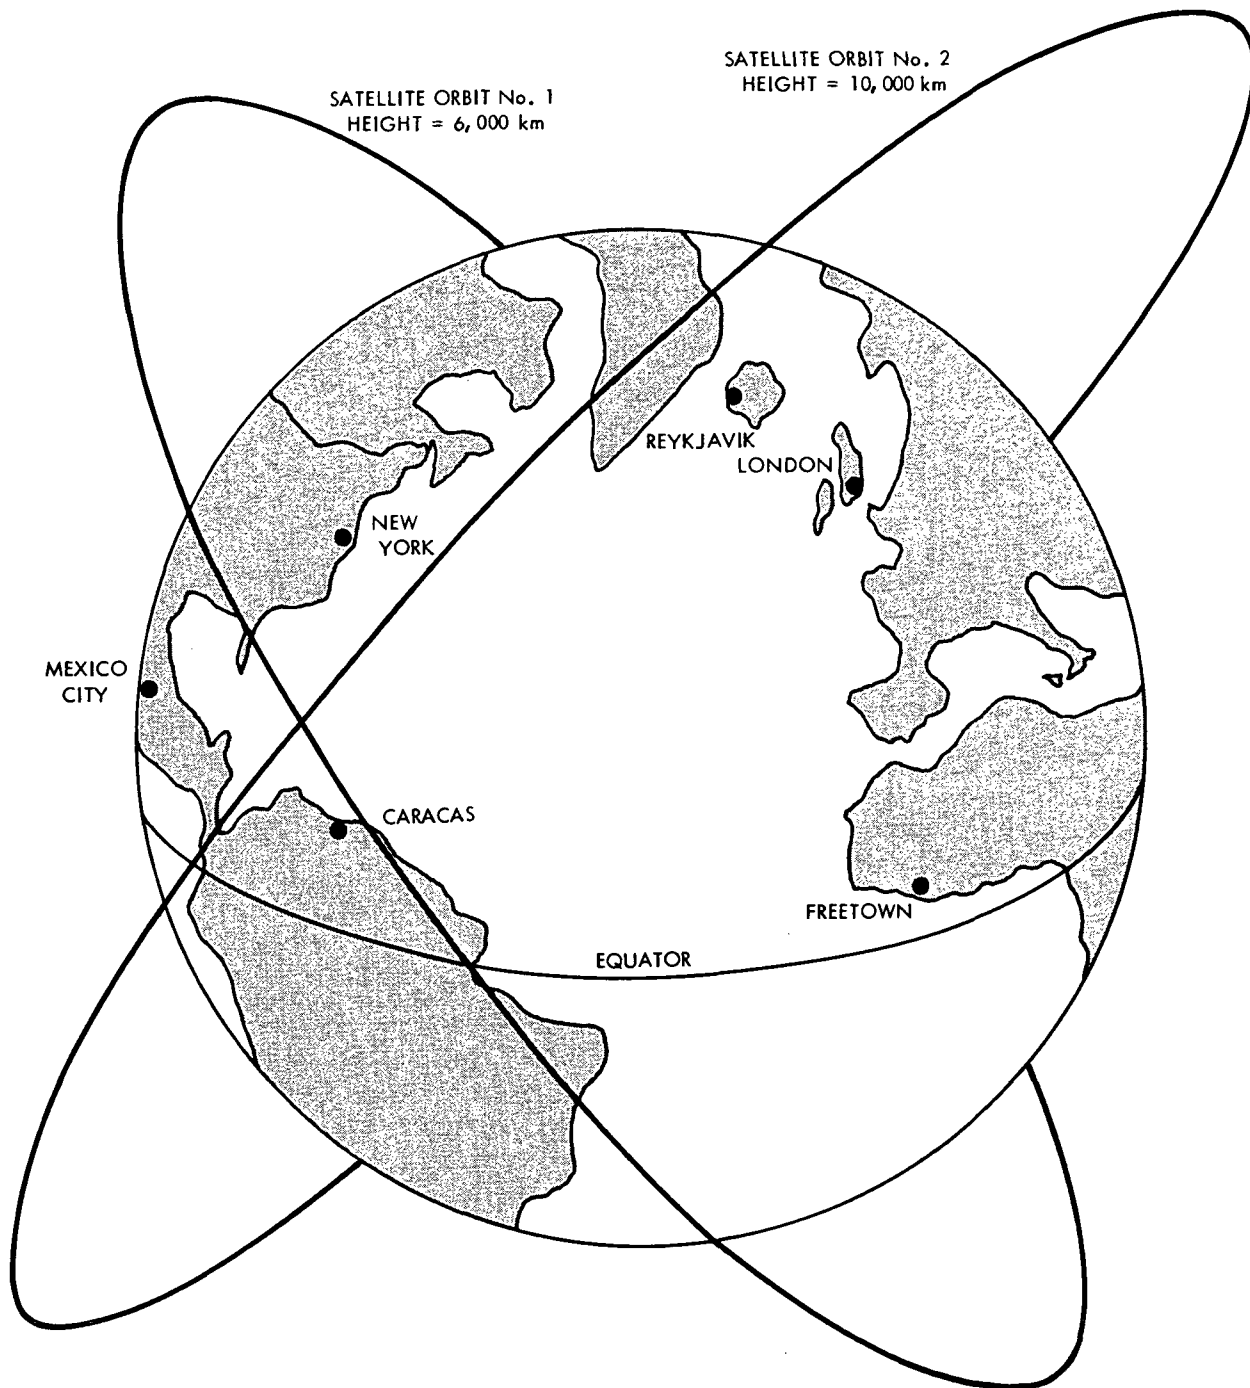 SATELLITE ORBIT No. 1
HEIGHT = 6,000 km
SATELLITE ORBIT No. 2
HEIGHT = 10,000 km
REYKJAVIK
LONDON
NEW
YORK
MEXICO
CITY
CARACAS
FREETOWN
EQUATOR